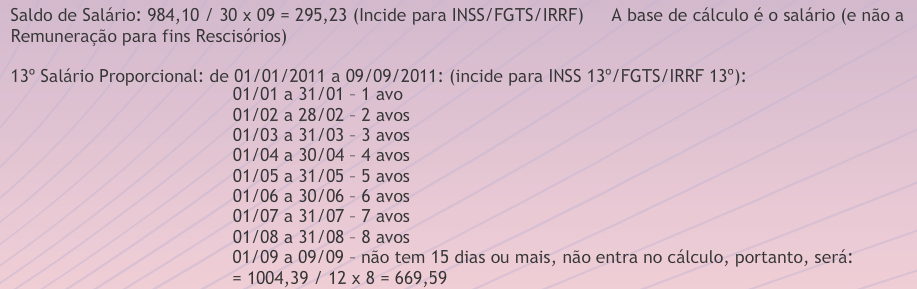 Saldo de Salário: 984,10 / 30 x 09 = 295,23 (Incide para INSS/FGTS/IRRF) A base de cálculo é o salário (e não a
Remuneração para fins Rescisórios)
13º Salário Proporcional: de 01/01/2011 a 09/09/2011: (incide para INSS 13º/FGTS/IRRF 13º):
01/01 a 31/01 – 1 avo
01/02 a 28/02 – 2 avos
01/03 a 31/03 – 3 avos
01/04 a 30/04 – 4 avos
01/05 a 31/05 – 5 avos
01/06 a 30/06 – 6 avos
01/07 a 31/07 – 7 avos
01/08 a 31/08 – 8 avos
01/09 a 09/09 – não tem 15 dias ou mais, não entra no cálculo, portanto, será:
= 1004,39 / 12 x 8 = 669,59